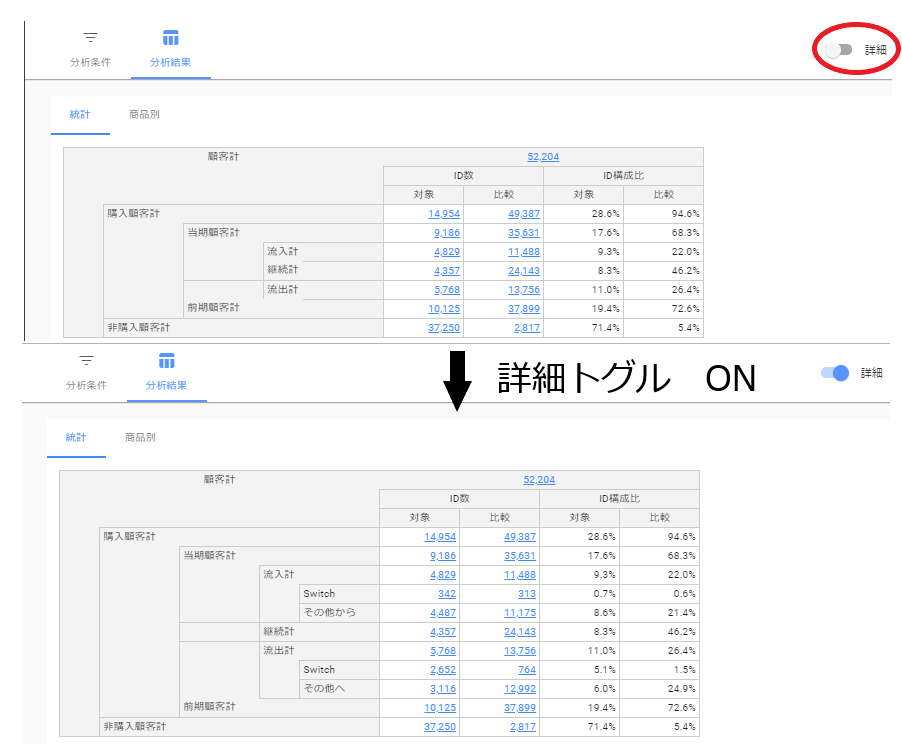 分析条件 分析結果 詳細
統計 商品別
顧客計 52,204
ID数 ID構成比
対象 比較 対象 比較
購入顧客計 14,954 49,387 28.6% 94.6%
当期顧客計 9,186 35,631 17.6% 68.3%
流入計 4,829 11,488 9.3% 22.0%
継続計 4,357 24,143 8.3% 46.2%
流出計 5,768 13,756 11.0% 26.4%
前期顧客計 10,125 37,899 19.4% 72.6%
非購入顧客計 37,250 2,817 71.4% 5.4%
詳細トグル ON
分析条件 分析結果 詳細
統計 商品別
顧客計 52,204
ID数 ID構成比
対象 比較 対象 比較
購入顧客計 14,954 49,387 28.6% 94.6%
当期顧客計 9,186 35,631 17.6% 68.3%
流入計 4,829 11,488 9.3% 22.0%
Switch 342 313 0.7% 0.6%
その他から 4,487 11,175 8.6% 21.4%
継続計 4,357 24,143 8.3% 46.2%
流出計 5,768 13,756 11.0% 26.4%
Switch 2,652 764 5.1% 1.5%
その他へ 3,116 12,992 6.0% 24.9%
前期顧客計 10,125 37,899 19.4% 72.6%
非購入顧客計 37,250 2,817 71.4% 5.4%